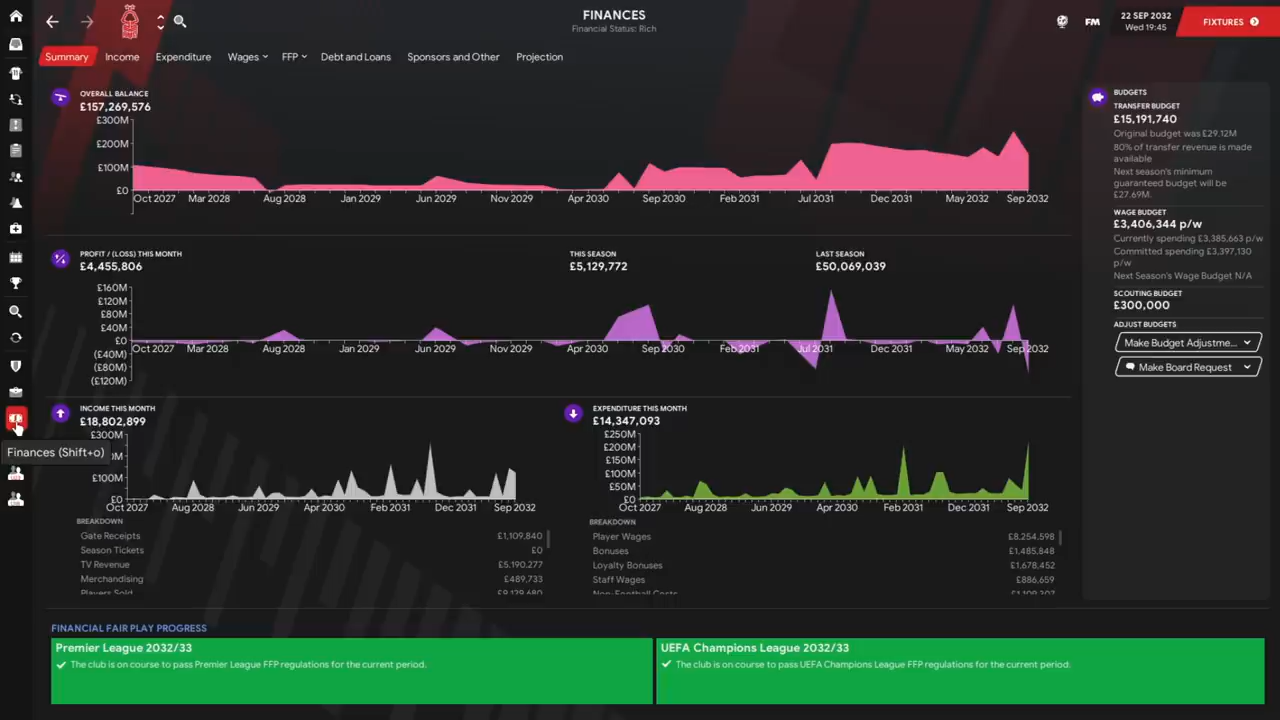 FINANCES
Financial Status: Rich
FM
22 SEP 2032
Wed 19:45
FIXTURES
Summary
Income
Expenditure
Wages
FFP
Debt and Loans
Sponsors and Other
Projection
OVERALL BALANCE
£157,269,576
£300M
£200M
£100M
£0
Oct 2027 Mar 2028 Aug 2028 Jan 2029 Jun 2029 Nov 2029 Apr 2030 Sep 2030 Feb 2031 Jul 2031 Dec 2031 May 2032 Sep 2032
PROFIT / (LOSS) THIS MONTH
£4,455,806
THIS SEASON
£5,129,772
LAST SEASON
£50,069,039
£160M
£120M
£80M
£40M
£0
(£40M)
(£80M)
(£120M)
Oct 2027 Mar 2028 Aug 2028 Jan 2029 Jun 2029 Nov 2029 Apr 2030 Sep 2030 Feb 2031 Jul 2031 Dec 2031 May 2032 Sep 2032
INCOME THIS MONTH
£18,802,899
£300M
£100M
£0
Oct 2027 Aug 2028 Jun 2029 Apr 2030 Feb 2031 Dec 2031 Sep 2032
BREAKDOWN
Gate Receipts £1,109,840
Season Tickets £0
TV Revenue £5,190,277
Merchandising £489,733
Players Sold £9,129,680
EXPENDITURE THIS MONTH
£14,347,093
£250M
£200M
£150M
£100M
£50M
£0
Oct 2027 Aug 2028 Jun 2029 Apr 2030 Feb 2031 Dec 2031 Sep 2032
BREAKDOWN
Player Wages £8,254,598
Bonuses £1,485,848
Loyalty Bonuses £1,678,452
Staff Wages £886,659
Non-Football Costs
Finances (Shift+o)
BUDGETS
TRANSFER BUDGET
£15,191,740
Original budget was £29.12M
80% of transfer revenue is made
available
Next season's minimum
guaranteed budget will be
£27.69M.
WAGE BUDGET
£3,406,344 p/w
Currently spending £3,385,663 p/w
Committed spending £3,397,130
p/w
Next Season's Wage Budget N/A
SCOUTING BUDGET
£300,000
ADJUST BUDGETS
Make Budget Adjustme...
Make Board Request
FINANCIAL FAIR PLAY PROGRESS
Premier League 2032/33
The club is on course to pass Premier League FFP regulations for the current period.
UEFA Champions League 2032/33
The club is on course to pass UEFA Champions League FFP regulations for the current period.